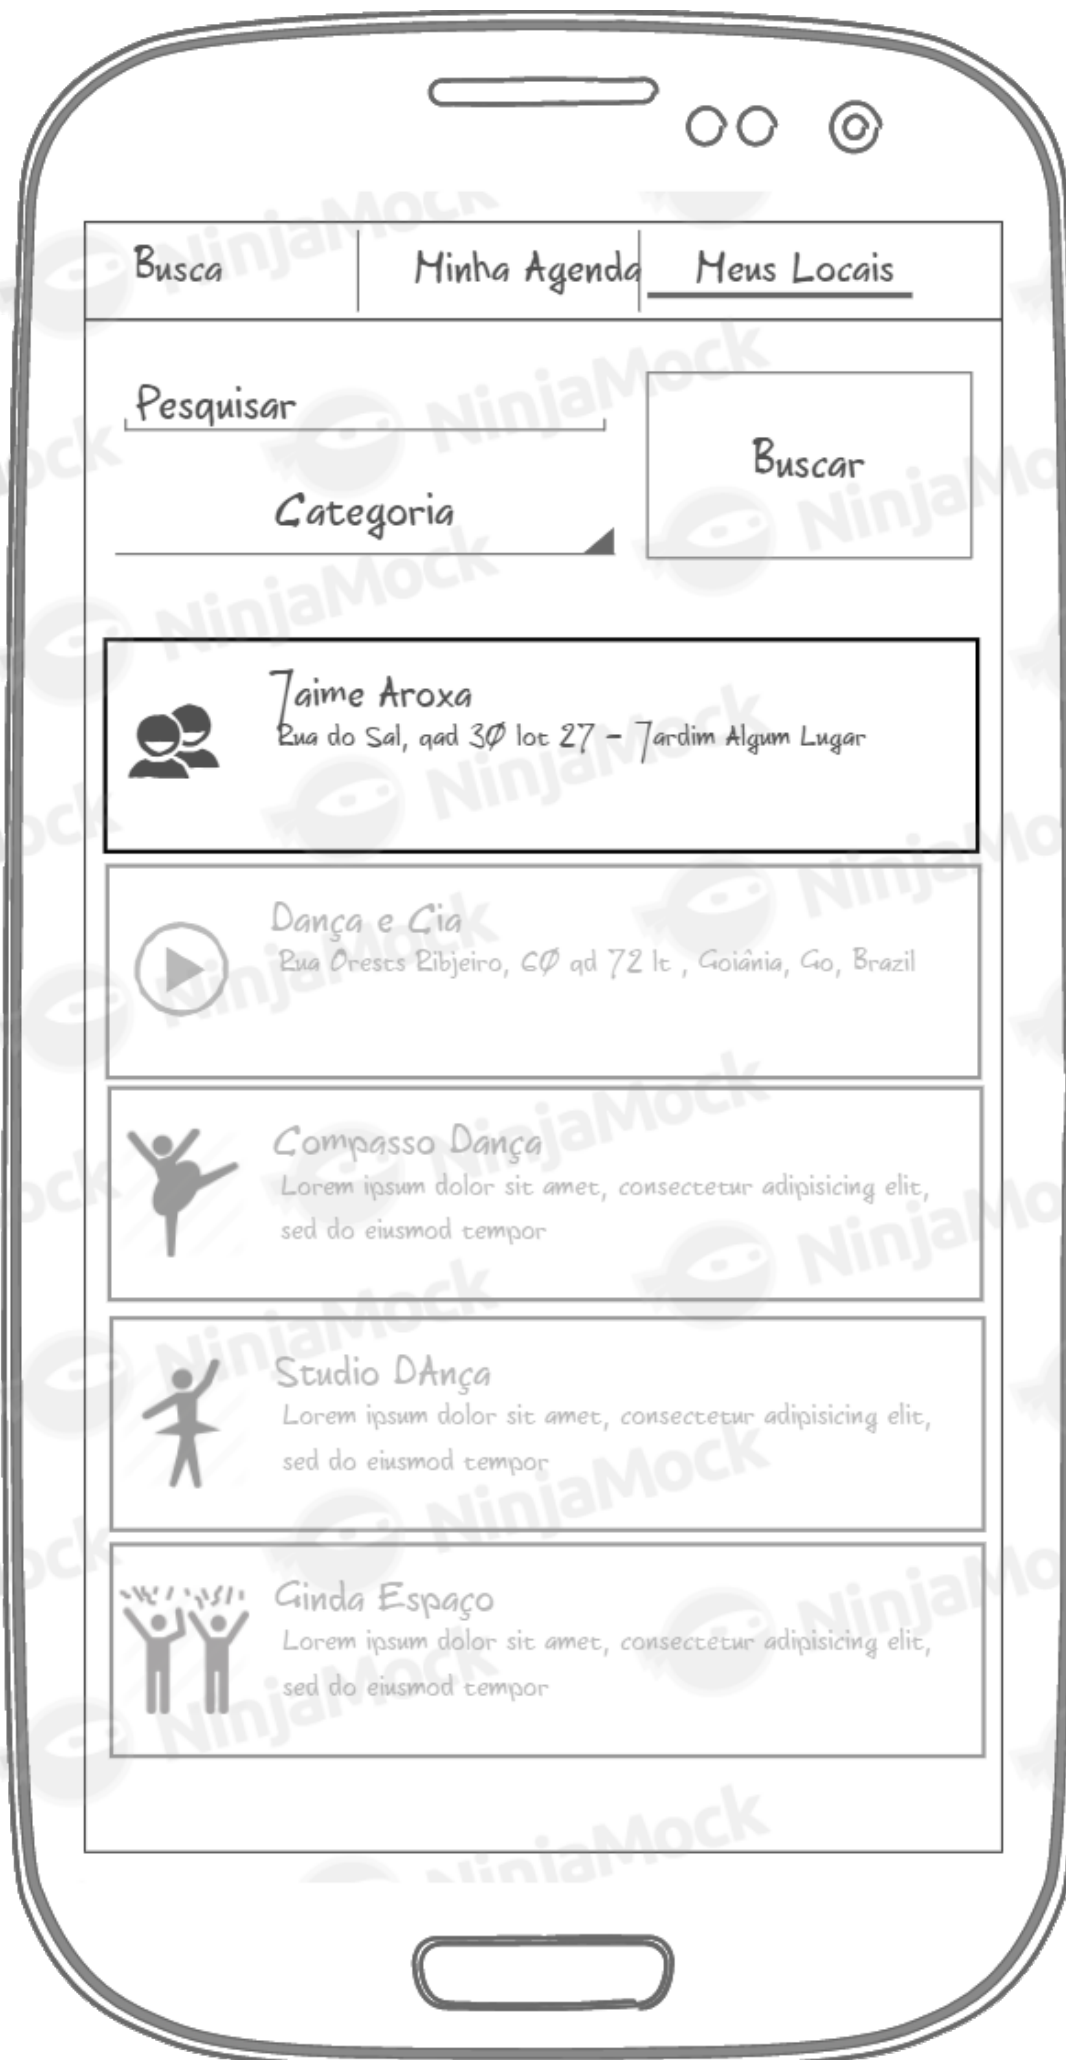 Busca
Minha Agenda
Meus Locais
Pesquisar
Categoria
Buscar
Jaime Aroxa
Rua do Sal, qad 30 lot 27 - Jardim Algum Lugar
Dança e Cia
Rua Orests Ribjeiro, 60 qd 72 lt , Goiânia, Go, Brazil
Compasso Dança
Lorem ipsum dolor sit amet, consectetur adipisicing elit,
sed do eiusmod tempor
Studio DAnça
Lorem ipsum dolor sit amet, consectetur adipisicing elit,
sed do eiusmod tempor
Ginda Espaço
Lorem ipsum dolor sit amet, consectetur adipisicing elit,
sed do eiusmod tempor
NinjaMock